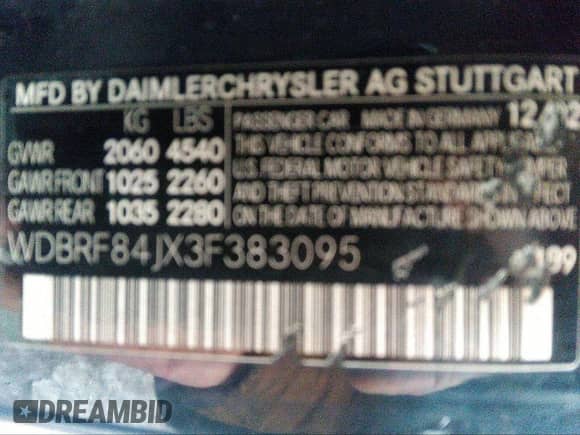 MFD BY DAIMLERCHRYSLER AG STUTTGART
KG LBS
GVWR 2060 4540
GAWR FRONT 1025 2260
GAWR REAR 1035 2280
PASSENGER CAR MADE IN GERMANY
THIS VEHICLE CONFORMS TO ALL
U.S. FEDERAL MOTOR VEHICLE SAFETY
AND THEFT PREVENTION STANDARDS IN
ON THE DATE OF MANUFACTURE SHOWN ABOVE
WDBRF84JX3F383095
DREAMBID